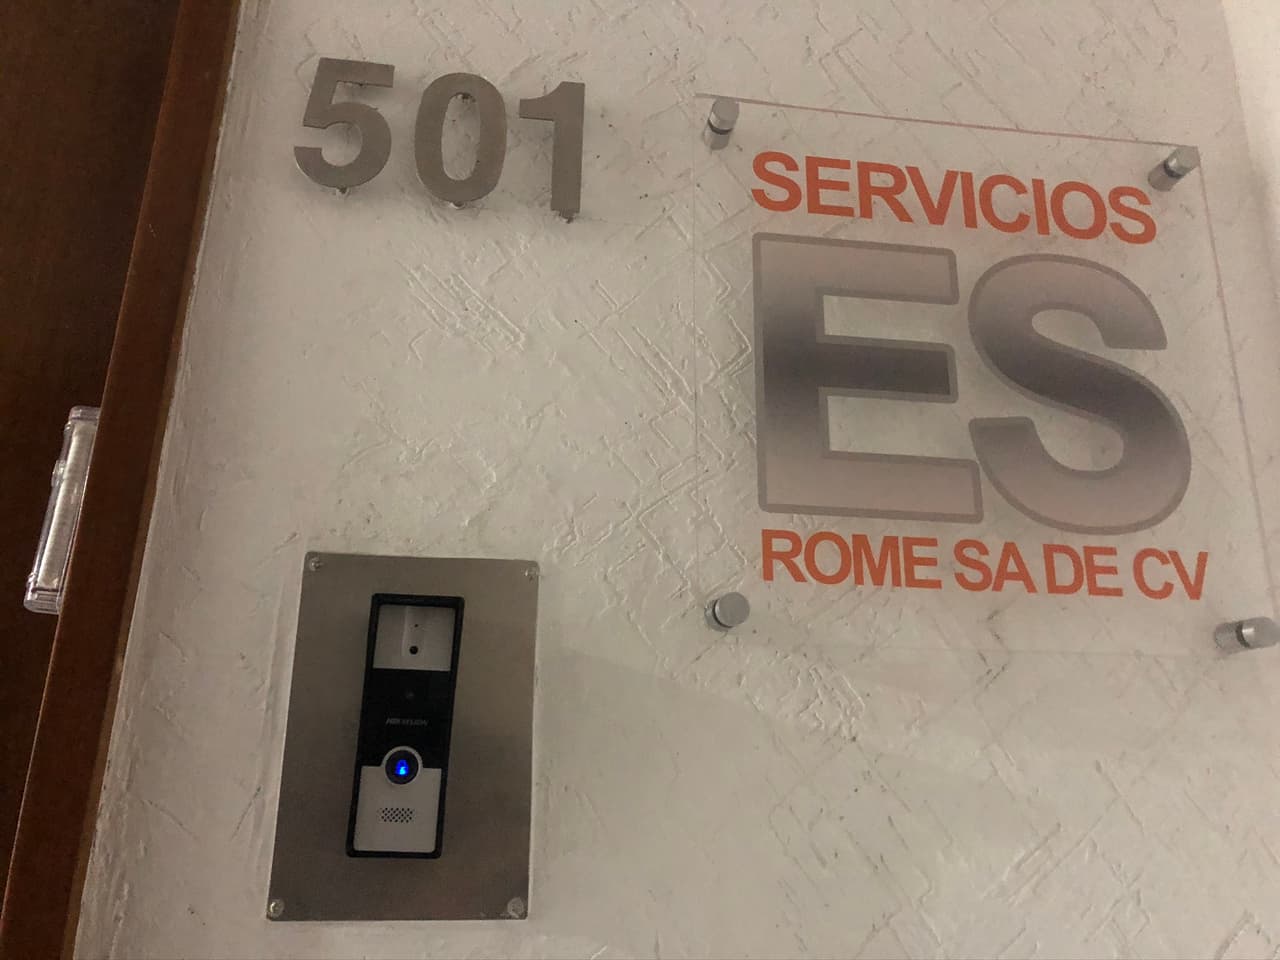 501
SERVICIOS
ES
ROME SA DE CV
HIKVISION